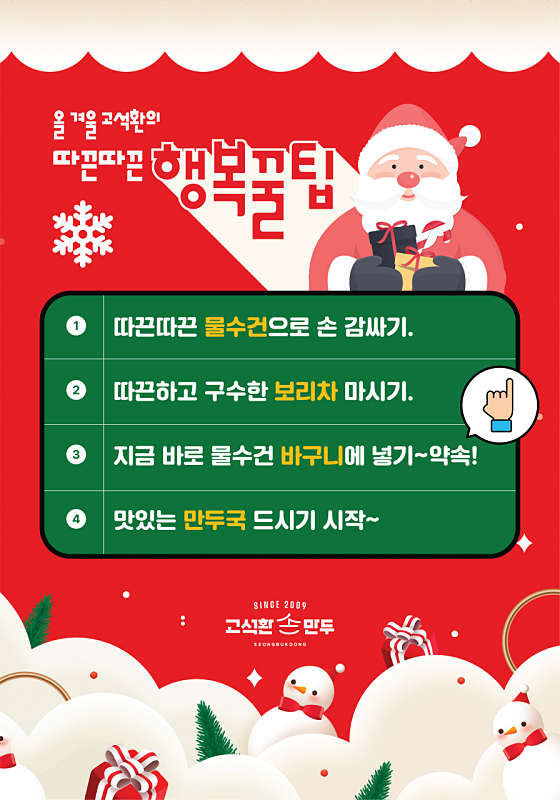 올 겨울 고석환의
따끈따끈 행복꿀팁
1 따끈따끈 물수건으로 손 감싸기.
2 따끈하고 구수한 보리차 마시기.
3 지금 바로 물수건 바구니에 넣기~약속!
4 맛있는 만두국 드시기 시작~
SINCE 2009
고석환 손 만두
SEONGBUKDONG